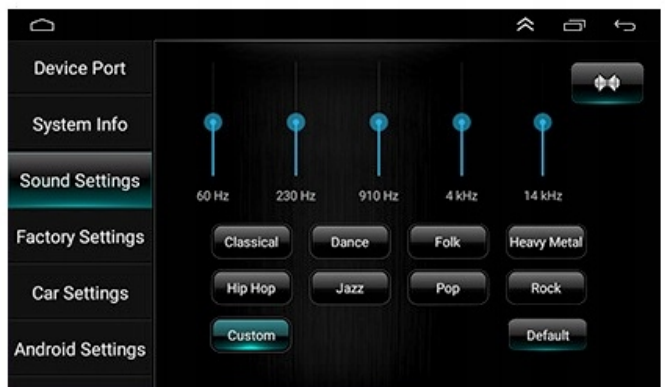 Device Port
System Info
Sound Settings
Factory Settings
Car Settings
Android Settings
60 Hz 230 Hz 910 Hz 4 kHz 14 kHz
Classical Dance Folk Heavy Metal
Hip Hop Jazz Pop Rock
Custom Default